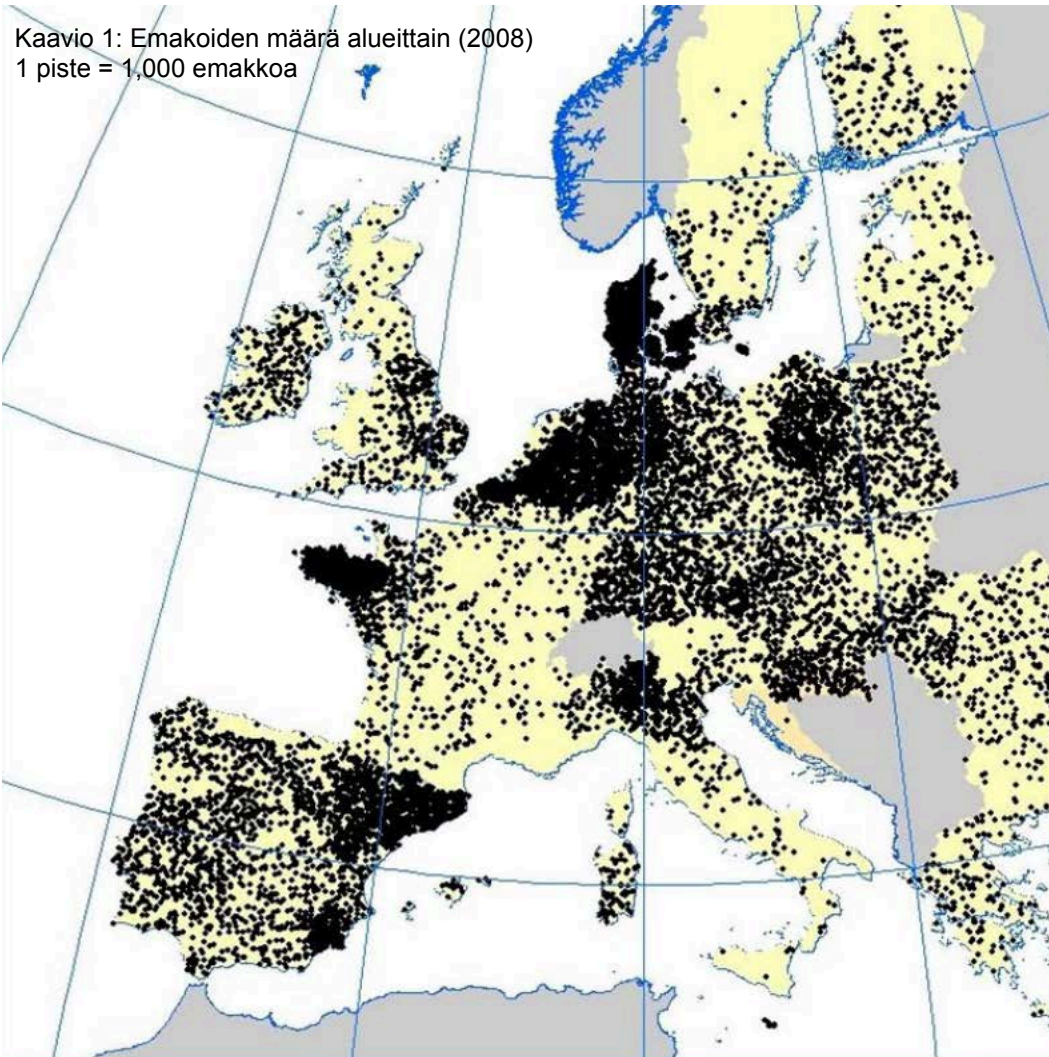 Kaavio 1: Emakoiden määrä alueittain (2008)
1 piste = 1,000 emakkoa